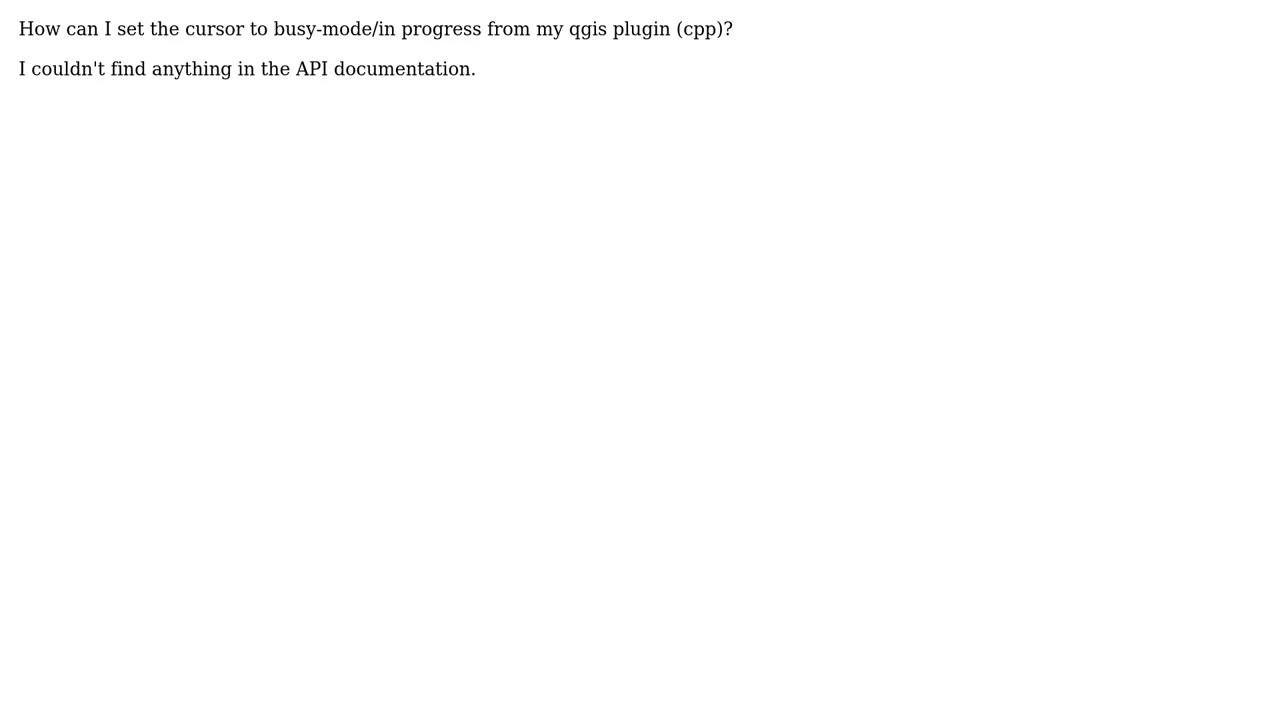 How can I set the cursor to busy-mode/in progress from my qgis plugin (cpp)?
I couldn't find anything in the API documentation.